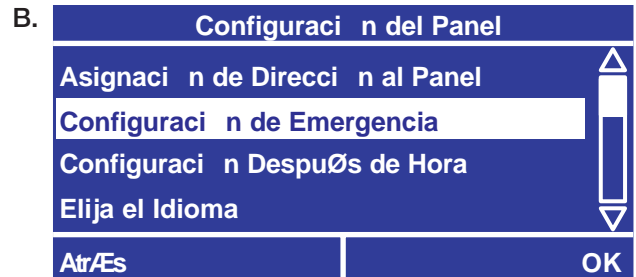 B.
Configuraci n del Panel
Asignaci n de Direcci n al Panel
Configuraci n de Emergencia
Configuraci n DespuØs de Hora
Elija el Idioma
AtrÆs OK